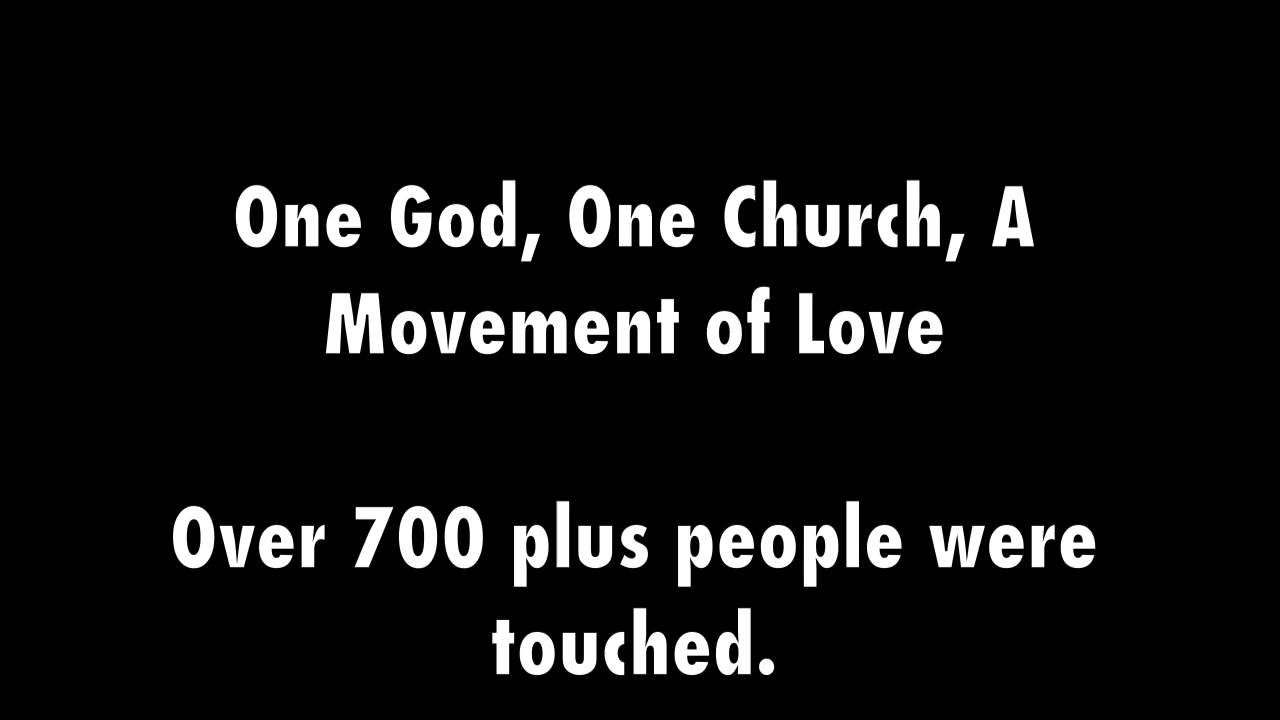 One God, One Church, A
Movement of Love
Over 700 plus people were
touched.